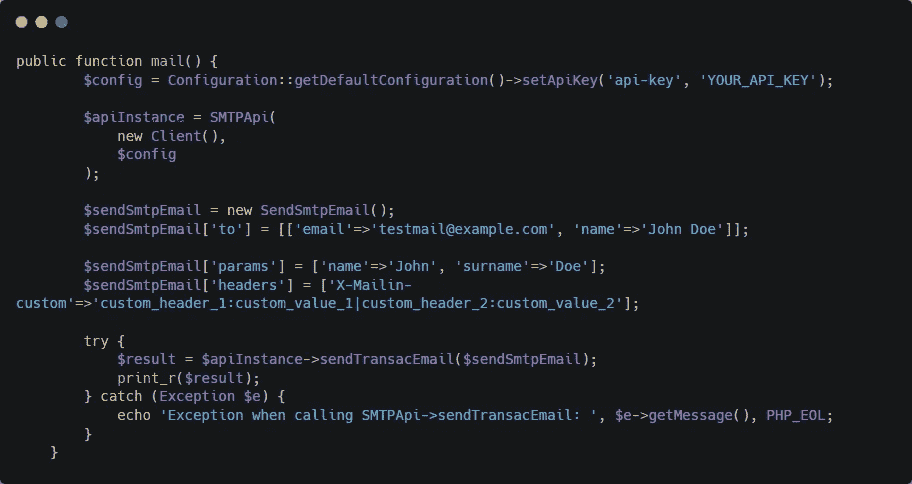 public function mail() {
        $config = Configuration::getDefaultConfiguration()->setApiKey('api-key', 'YOUR_API_KEY');

        $apiInstance = SMTPApi(
            new Client(),
            $config
        );

        $sendSmtpEmail = new SendSmtpEmail();
        $sendSmtpEmail['to'] = [['email'=>'testmail@example.com', 'name'=>'John Doe']];

        $sendSmtpEmail['params'] = ['name'=>'John', 'surname'=>'Doe'];
        $sendSmtpEmail['headers'] = ['X-Mailin-
custom'=>'custom_header_1:custom_value_1|custom_header_2:custom_value_2'];

        try {
            $result = $apiInstance->sendTransacEmail($sendSmtpEmail);
            print_r($result);
        } catch (Exception $e) {
            echo 'Exception when calling SMTPApi->sendTransacEmail: ', $e->getMessage(), PHP_EOL;
        }
    }